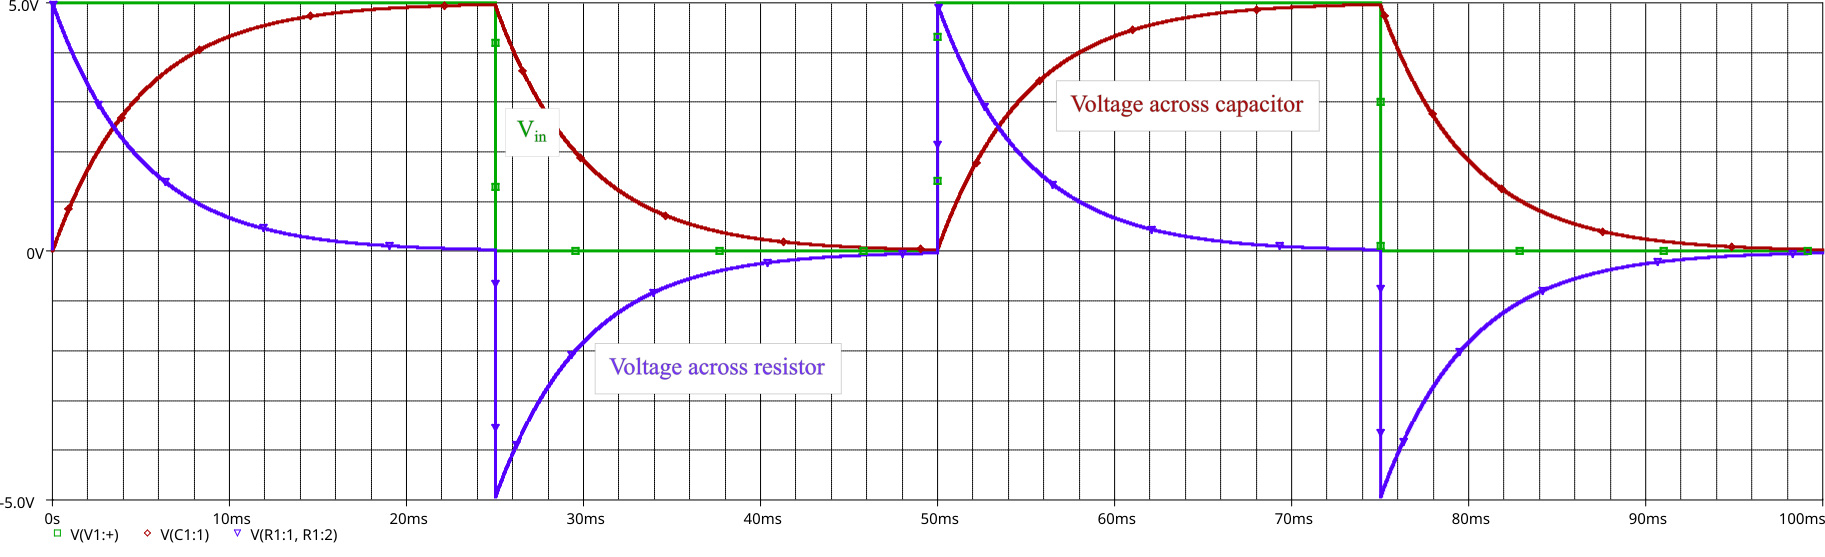 5.0V
V_in
Voltage across capacitor
0V
Voltage across resistor
-5.0V
0s 10ms 20ms 30ms 40ms 50ms 60ms 70ms 80ms 90ms 100ms
V(V1:+) V(C1:1) V(R1:1, R1:2)